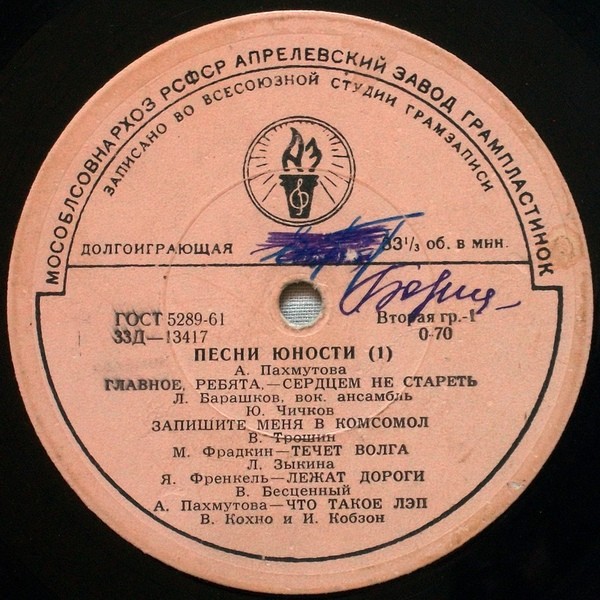 МОСОБЛСОВНАРХОЗ РСФСР АПРЕЛЕВСКИЙ ЗАВОД ГРАМПЛАСТИНОК
ЗАПИСАНО ВО ВСЕСОЮЗНОЙ СТУДИИ ГРАМЗАПИСИ
АЗ
ДОЛГОИГРАЮЩАЯ 33 1/3 об. в мин.
ГОСТ 5289-61 Вторая гр.-1
33Д—13417 0-70
ПЕСНИ ЮНОСТИ (1)
А. Пахмутова
ГЛАВНОЕ, РЕБЯТА,—СЕРДЦЕМ НЕ СТАРЕТЬ
Л. Барашков, вок. ансамбль
Ю. Чичков
ЗАПИШИТЕ МЕНЯ В КОМСОМОЛ
В. Трошин
М. Фрадкин—ТЕЧЕТ ВОЛГА
Л. Зыкина
Я. Френкель—ЛЕЖАТ ДОРОГИ
В. Бесценный
А. Пахмутова—ЧТО ТАКОЕ ЛЭП
В. Кохно и И. Кобзон